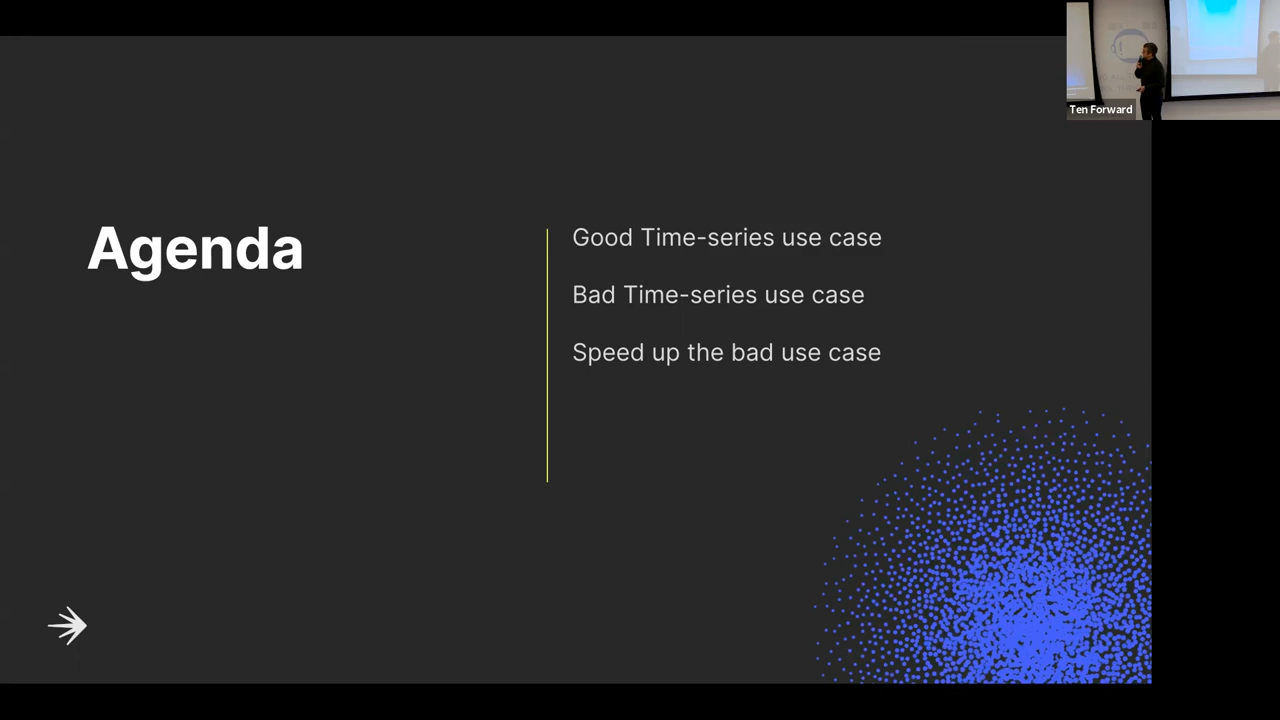 Agenda
Good Time-series use case
Bad Time-series use case
Speed up the bad use case
Ten Forward